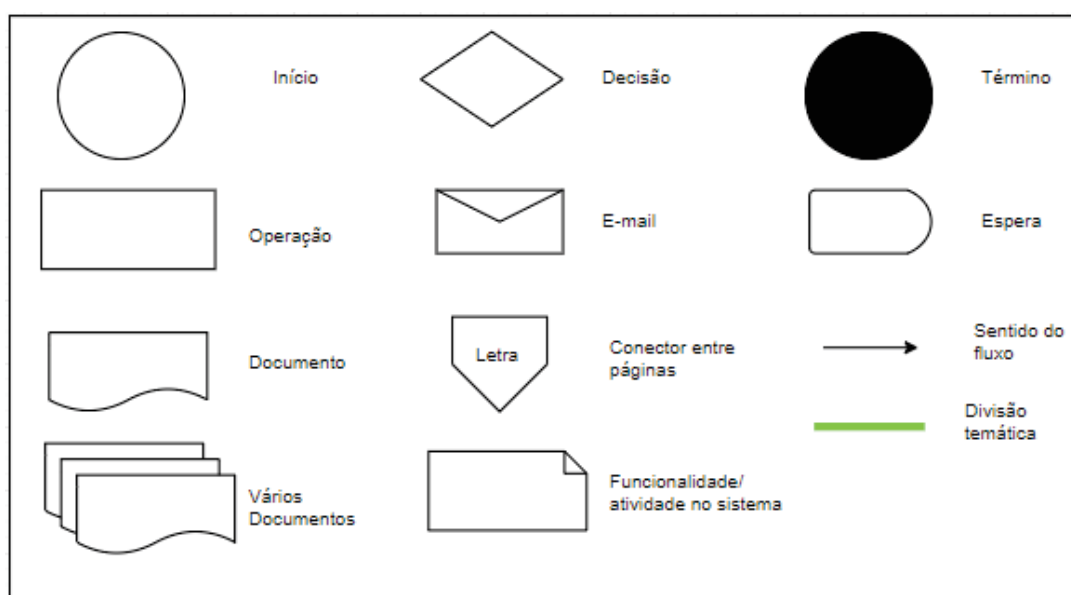 Início
Decisão
Término
Operação
E-mail
Espera
Documento
Letra
Conector entre
páginas
Sentido do
fluxo
Divisão
temática
Vários
Documentos
Funcionalidade/
atividade no sistema